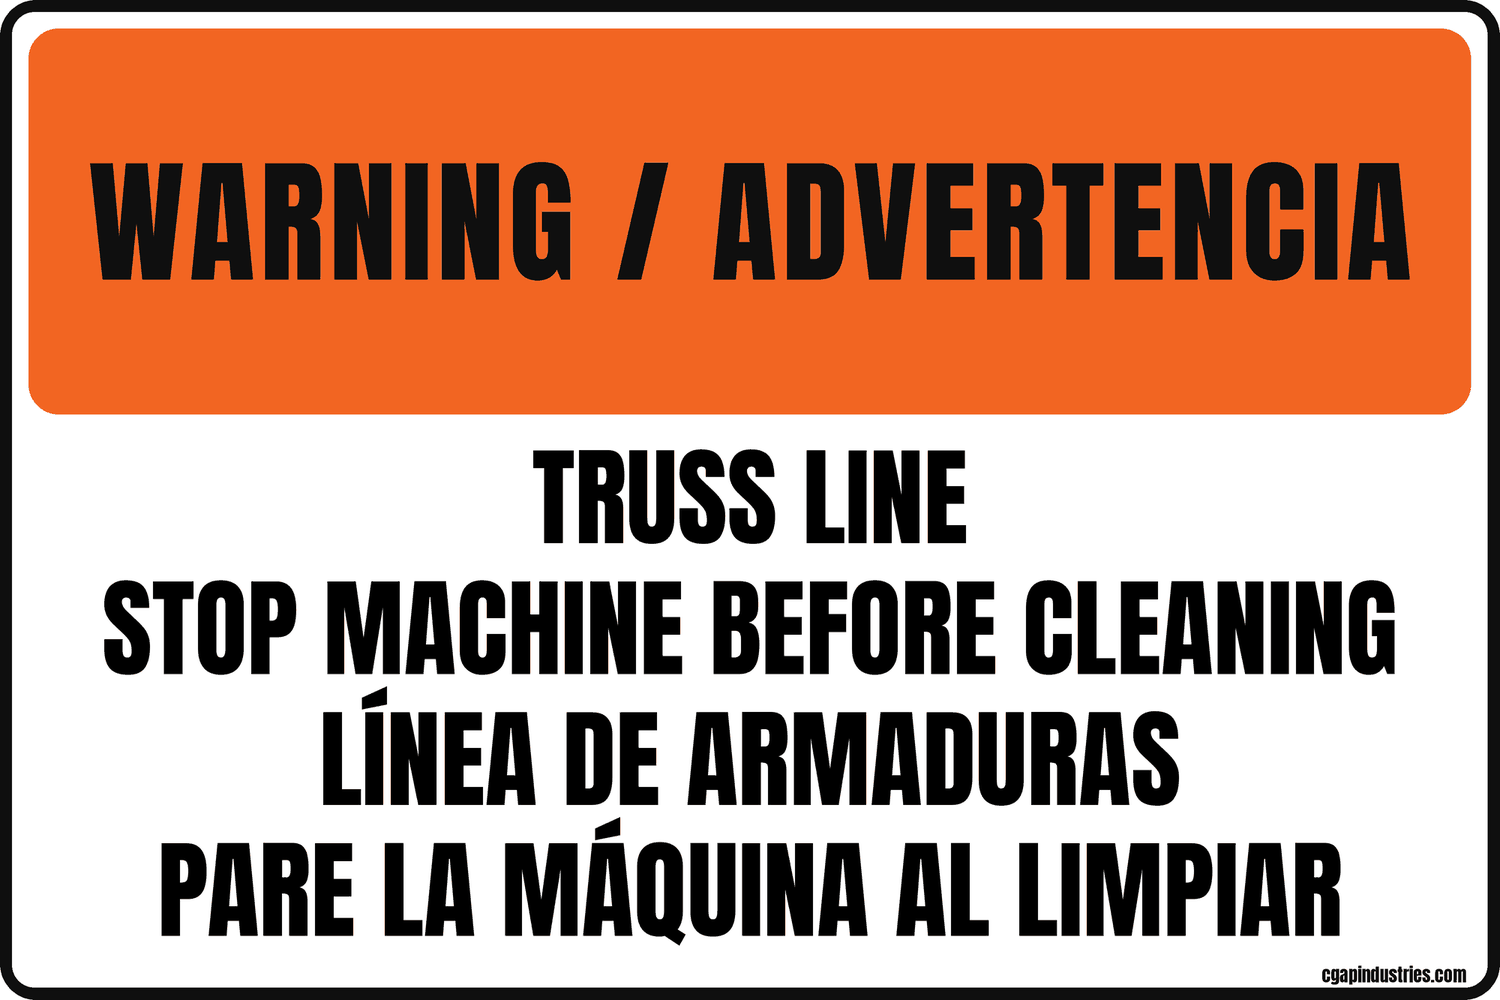 WARNING / ADVERTENCIA
TRUSS LINE
STOP MACHINE BEFORE CLEANING
LÍNEA DE ARMADURAS
PARE LA MÁQUINA AL LIMPIAR
cgapindustries.com